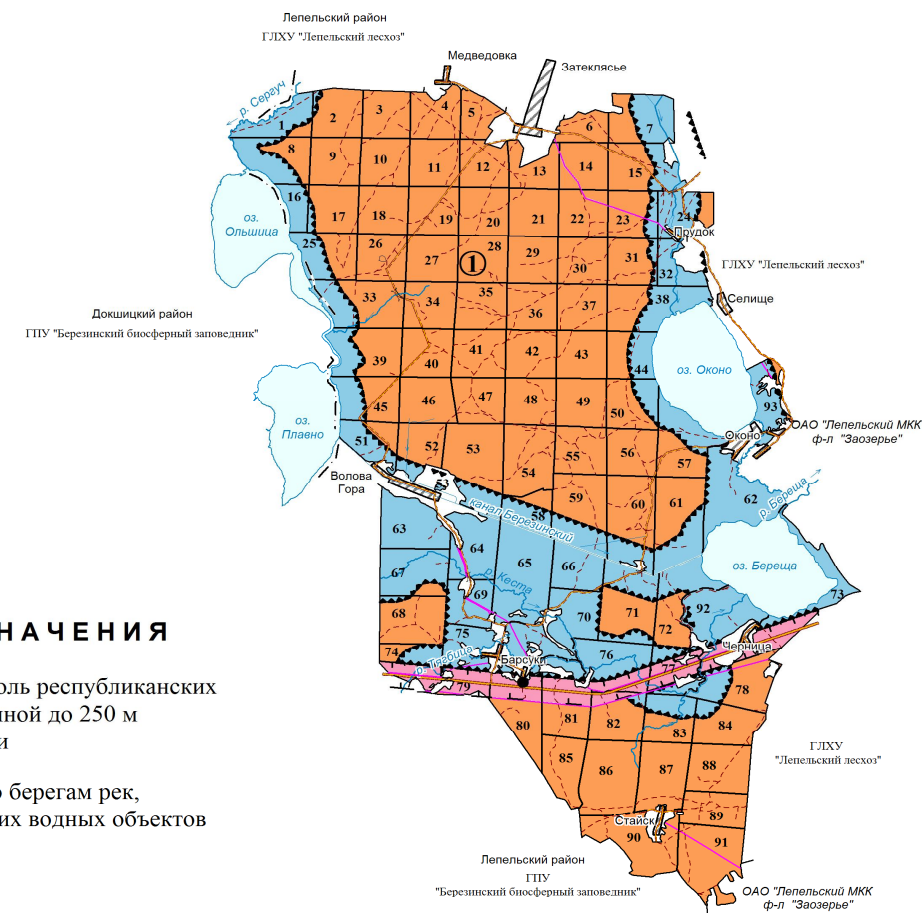 Лепельский район
ГЛХУ "Лепельский лесхоз"
Медведовка
Затеклясье
р. Сергуч
1
2
3
4
5
6
7
8
9
10
11
12
13
14
15
16
17
18
19
20
21
22
23
24
Прудок
оз.
Ольшица
25
26
27
28
29
30
31
32
1
ГЛХУ "Лепельский лесхоз"
Селище
33
34
35
36
37
38
Докшицкий район
ГПУ "Березинский биосферный заповедник"
39
40
41
42
43
44
оз. Оконо
45
46
47
48
49
50
93
оз.
Плавно
ОАО "Лепельский МКК
ф-л "Заозерье"
Оконо
51
52
53
54
55
56
57
Волова
Гора
53
58
59
60
61
62
канал Березинский
р. Береща
63
64
65
66
оз. Береща
67
р. Кеста
68
69
70
71
72
92
73
НАЧЕНИЯ
74
75
76
77
р. Тябино
Барсуки
Черница
оль республиканских
ной до 250 м
и
78
79
80
81
82
83
84
ГЛХУ
"Лепельский лесхоз"
85
86
87
88
о берегам рек,
их водных объектов
89
90
91
Стайск
Лепельский район
ГПУ
"Березинский биосферный заповедник"
ОАО "Лепельский МКК
ф-л "Заозерье"